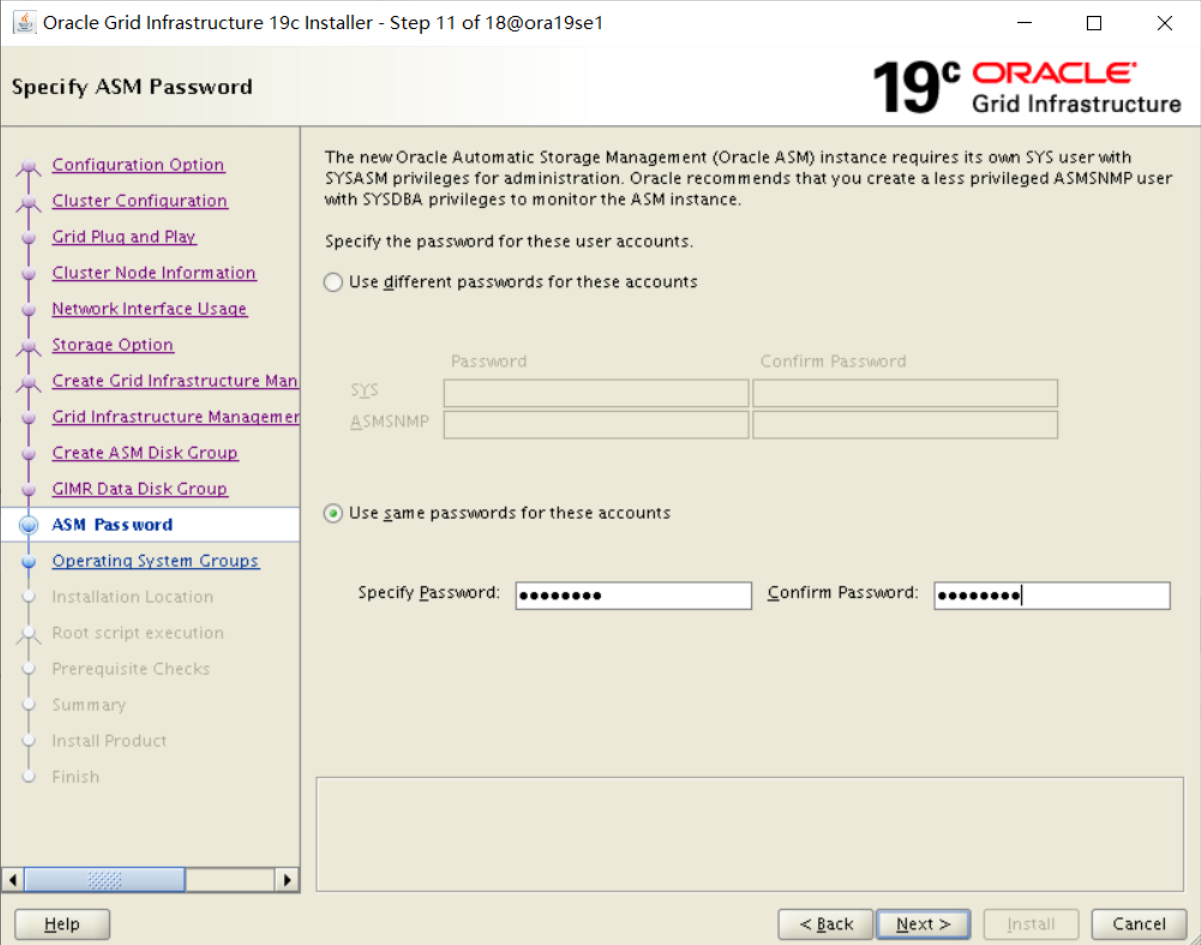 Oracle Grid Infrastructure 19c Installer - Step 11 of 18@ora19se1
Specify ASM Password
19c ORACLE
Grid Infrastructure
Configuration Option
Cluster Configuration
Grid Plug and Play
Cluster Node Information
Network Interface Usage
Storage Option
Create Grid Infrastructure Man
Grid Infrastructure Managemer
Create ASM Disk Group
GIMR Data Disk Group
ASM Password
Operating System Groups
Installation Location
Root script execution
Prerequisite Checks
Summary
Install Product
Finish
The new Oracle Automatic Storage Management (Oracle ASM) instance requires its own SYS user with
SYSASM privileges for administration. Oracle recommends that you create a less privileged ASMSNMP user
with SYSDBA privileges to monitor the ASM instance.
Specify the password for these user accounts.
Use different passwords for these accounts
Password Confirm Password
SYS
ASMSNMP
Use same passwords for these accounts
Specify Password: ●●●●●●●● Confirm Password: ●●●●●●●●
Help < Back Next > Install Cancel